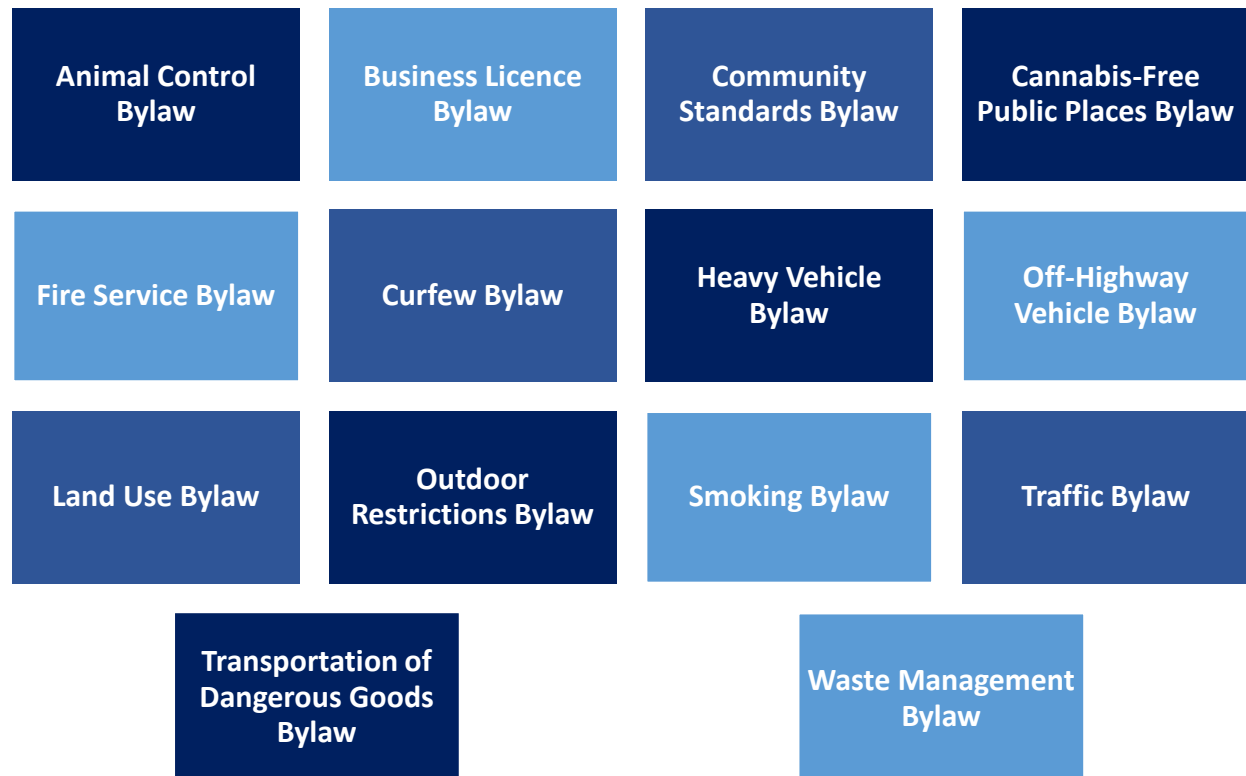 Animal Control
Bylaw
Business Licence
Bylaw
Community
Standards Bylaw
Cannabis-Free
Public Places Bylaw
Fire Service Bylaw
Curfew Bylaw
Heavy Vehicle
Bylaw
Off-Highway
Vehicle Bylaw
Land Use Bylaw
Outdoor
Restrictions Bylaw
Smoking Bylaw
Traffic Bylaw
Transportation of
Dangerous Goods
Bylaw
Waste Management
Bylaw